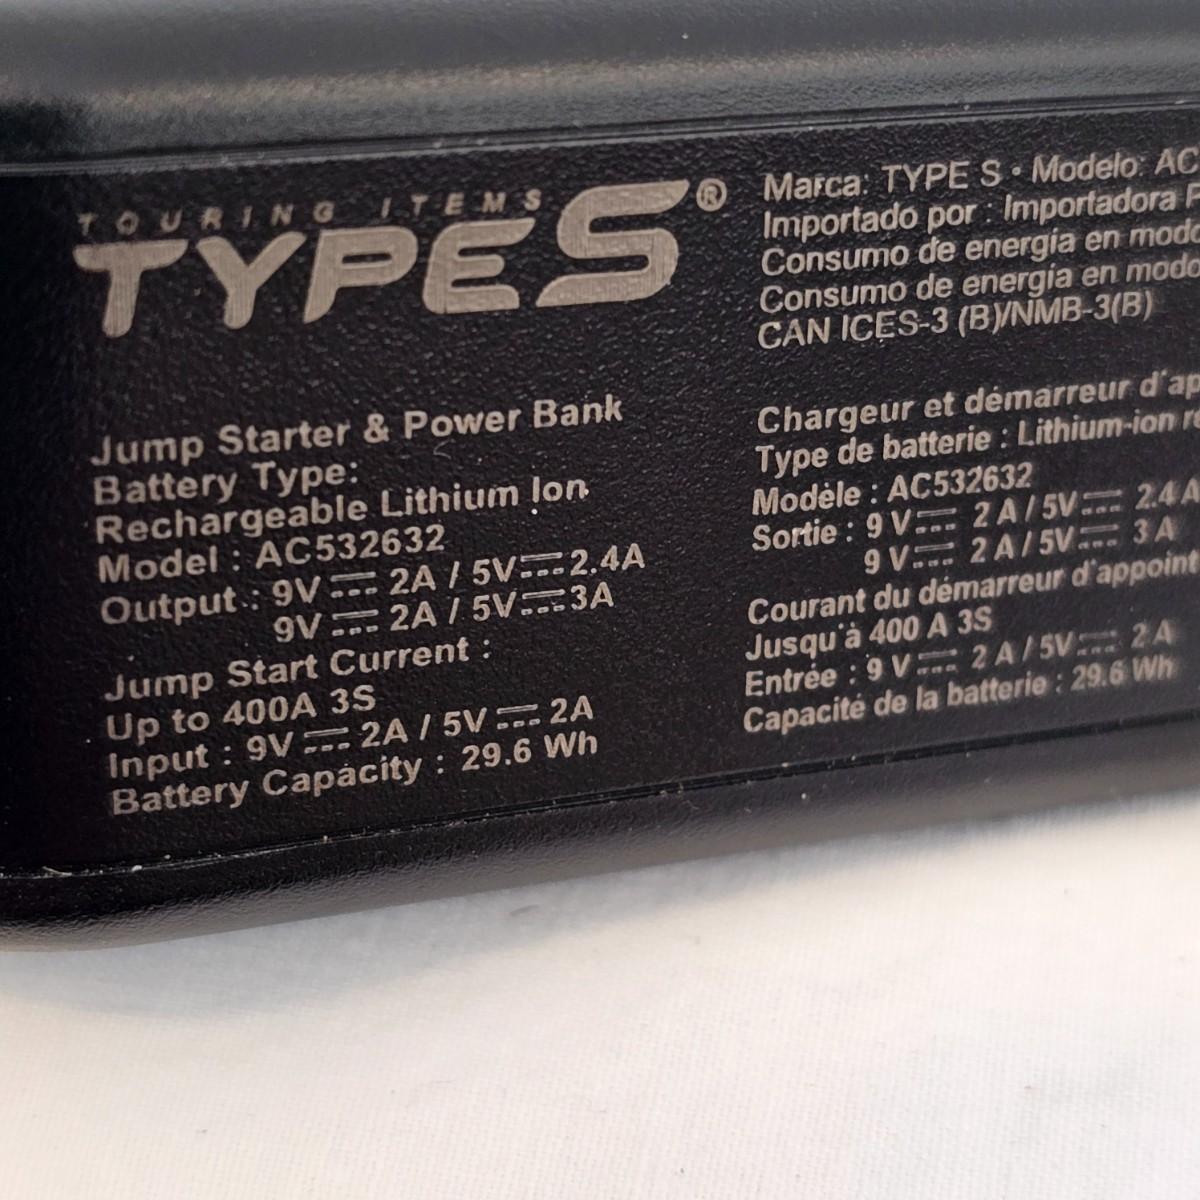 TOURING ITEMS
TYPE S®
Jump Starter & Power Bank
Battery Type:
Rechargeable Lithium Ion
Model : AC532632
Output : 9V ⎓ 2A / 5V⎓2.4A
9V ⎓ 2A / 5V⎓3A
Jump Start Current :
Up to 400A 3S
Input : 9V ⎓ 2A / 5V ⎓ 2A
Battery Capacity : 29.6 Wh
Marca: TYPE S • Modelo: AC
Importado por : Importadora
Consumo de energía en modo
Consumo de energía en modo
CAN ICES-3 (B)/NMB-3(B)
Chargeur et démarreur d'ap
Type de batterie : Lithium-ion
Modèle : AC532632
Sortie : 9 V⎓ 2 A / 5V⎓ 2.4 A
9 V⎓ 2 A / 5V⎓ 3 A
Courant du démarreur d'appoint
Jusqu'à 400 A 3S
Entrée : 9 V⎓ 2 A / 5V⎓ 2 A
Capacité de la batterie : 29.6 Wh